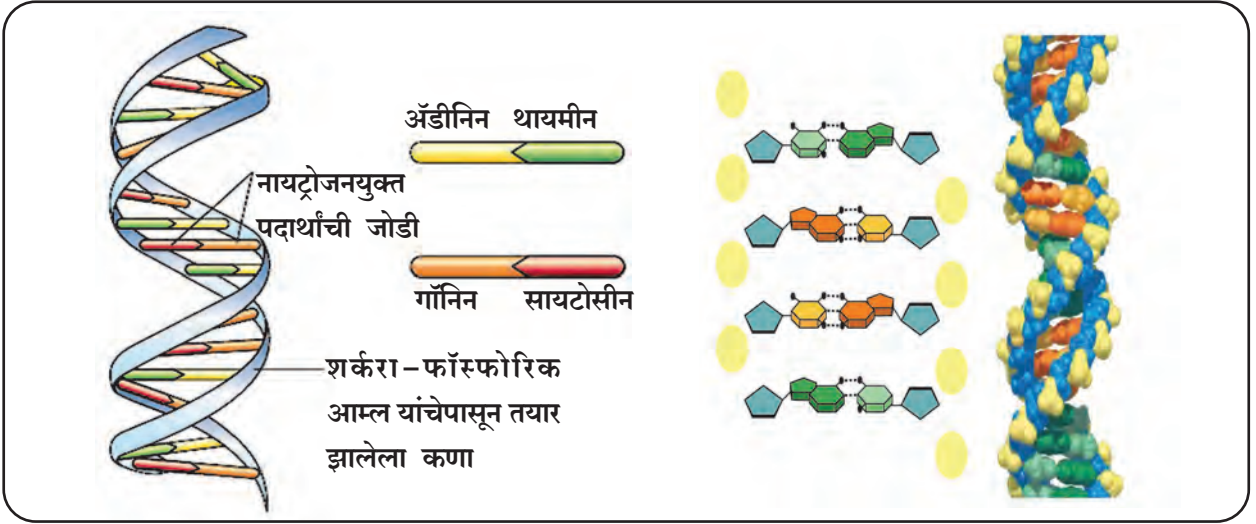 ॲडीनिन थायमीन
नायट्रोजनयुक्त
पदार्थांची जोडी
गॉनिन सायटोसीन
शर्करा-फॉस्फोरिक
आम्ल यांचेपासून तयार
झालेला कणा